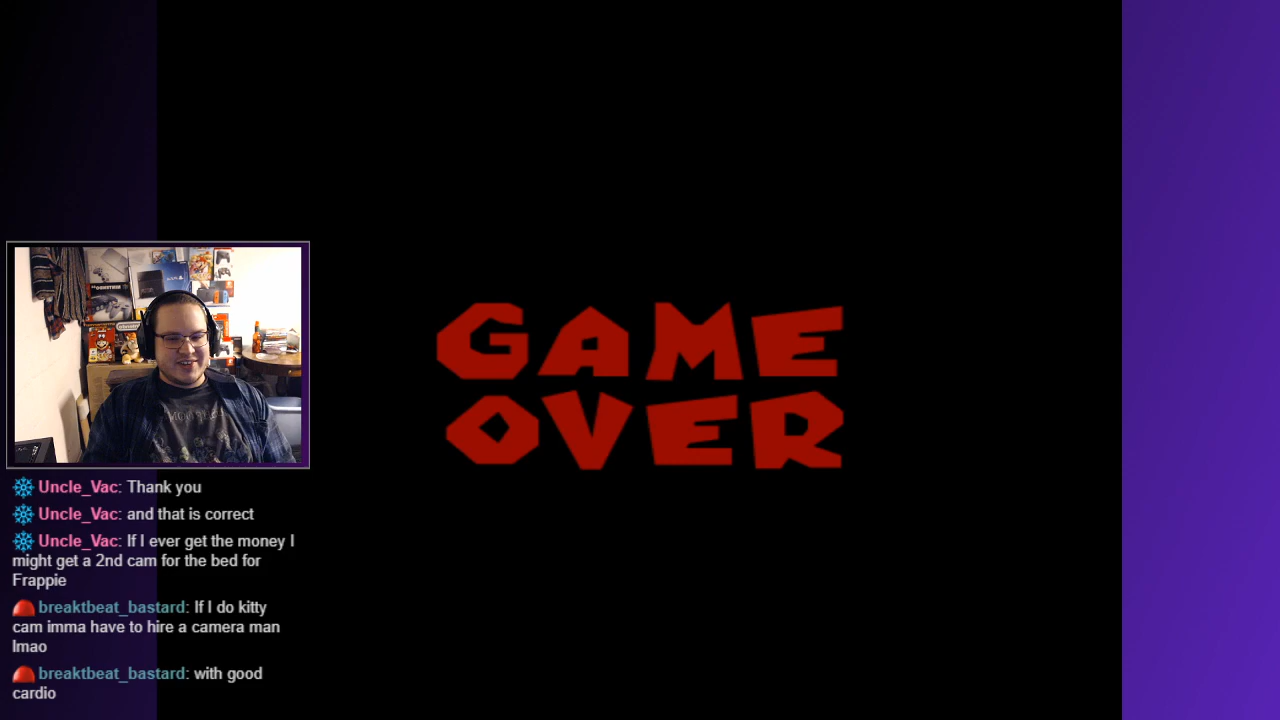 GAME
OVER
Uncle_Vac: Thank you
Uncle_Vac: and that is correct
Uncle_Vac: If I ever get the money I
might get a 2nd cam for the bed for
Frappie
breaktbeat_bastard: If I do kitty
cam imma have to hire a camera man
lmao
breaktbeat_bastard: with good
cardio